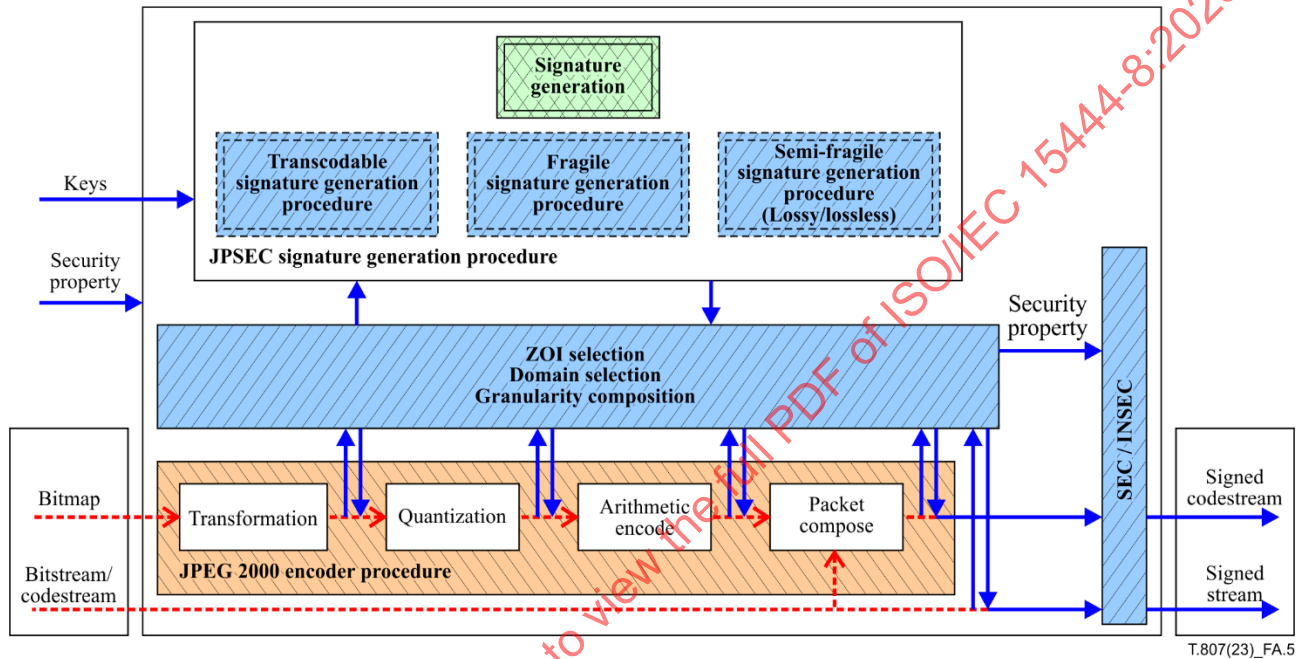 Signature
generation
Transcodable
signature generation
procedure
Fragile
signature generation
procedure
Semi-fragile
signature generation
procedure
(Lossy/lossless)
JPSEC signature generation procedure
Keys
Security
property
ZOI selection
Domain selection
Granularity composition
Security
property
SEC / INSEC
Bitmap
Transformation
Quantization
Arithmetic
encode
Packet
compose
JPEG 2000 encoder procedure
Bitstream/
codestream
Signed
codestream
Signed
stream
to view the full PDF of ISO/IEC 15444-8:202
T.807(23)_FA.5